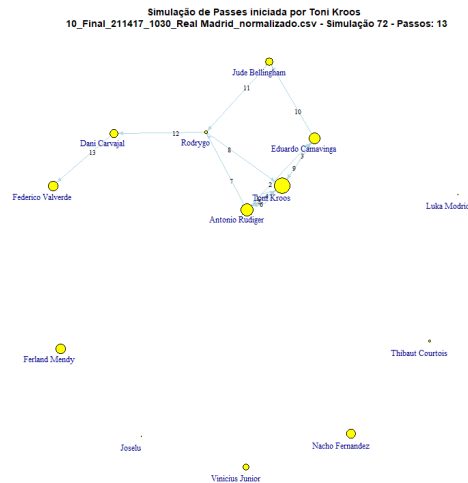 Simulação de Passes iniciada por Toni Kroos
10_Final_211417_1030_Real Madrid_normalizado.csv - Simulação 72 - Passos: 13
Jude Bellingham
11
10
12
Dani Carvajal
Rodrygo
8
Eduardo Camavinga
3
13
9
7
2
Federico Valverde
Toni Kroos
Luka Modric
6
Antonio Rudiger
Ferland Mendy
Thibaut Courtois
Joselu
Nacho Fernandez
Vinicius Junior